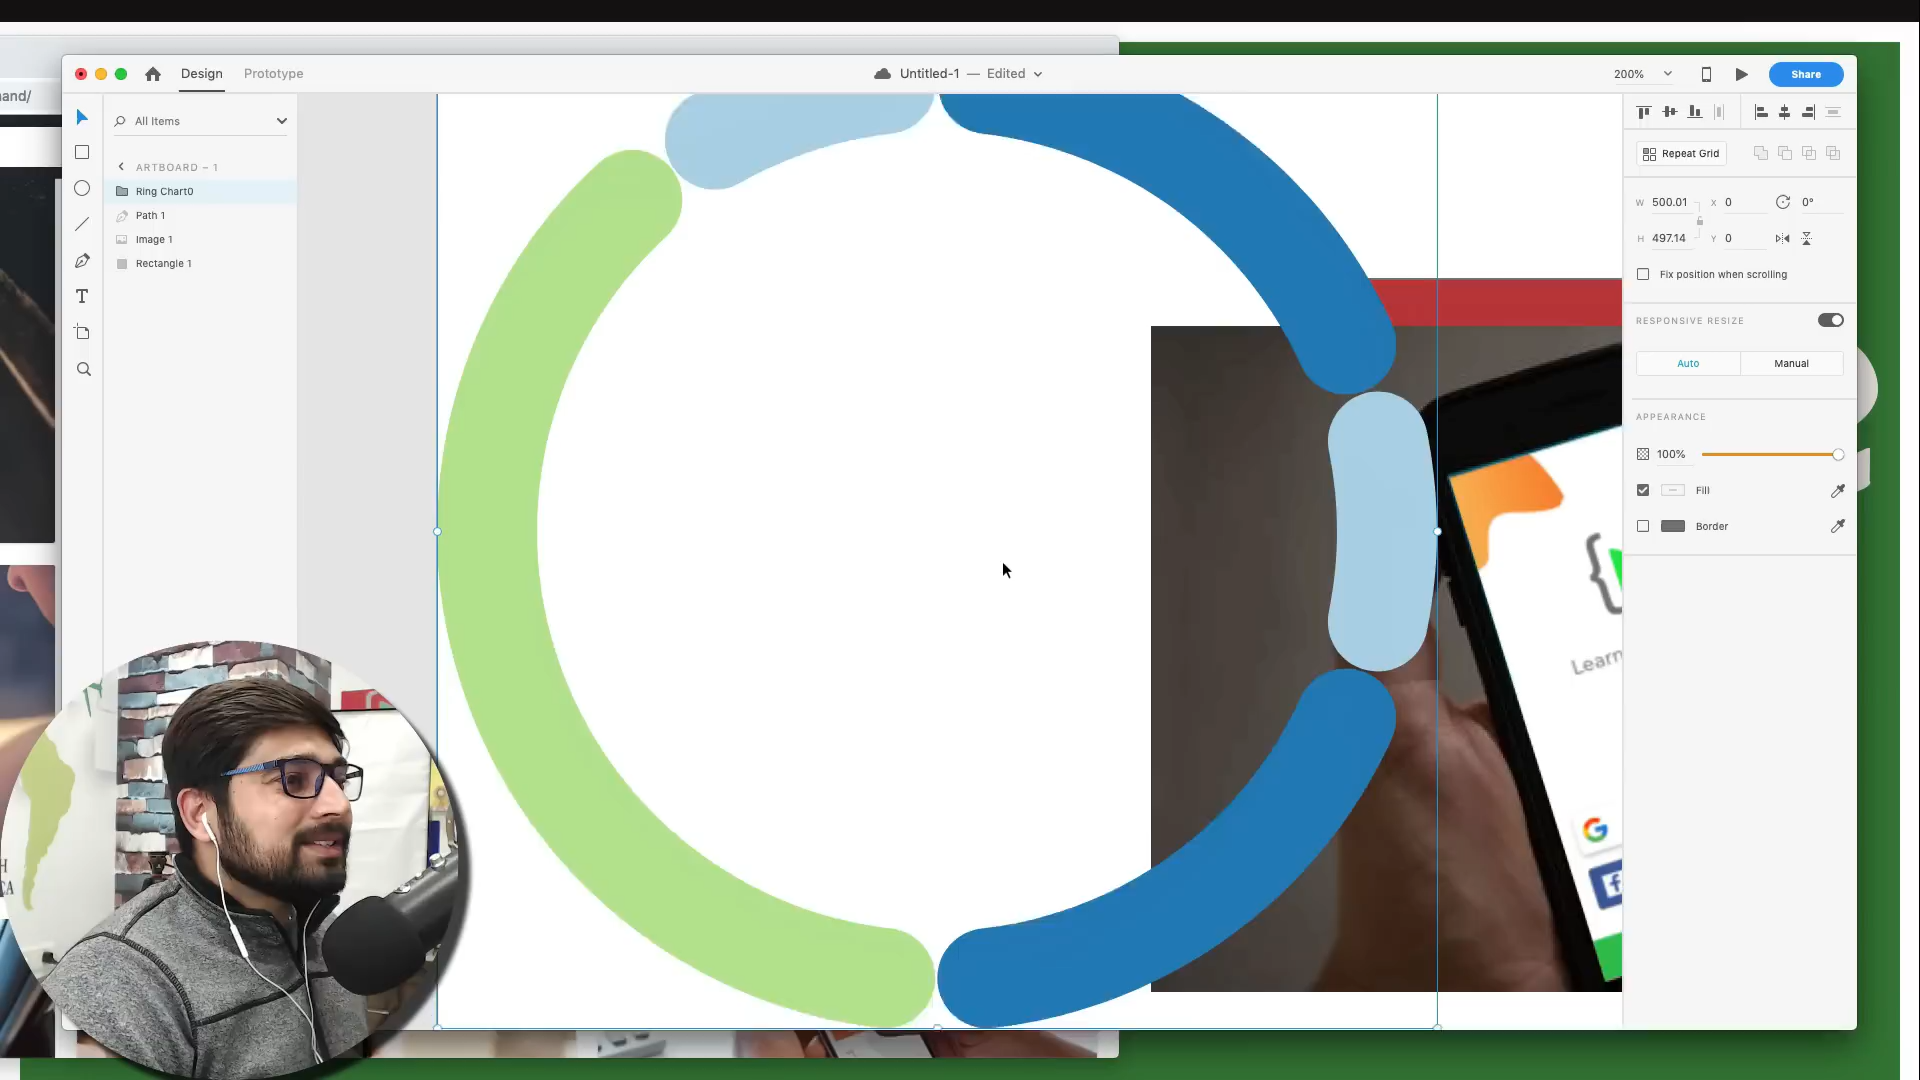 Design
Prototype
Untitled-1 — Edited
200%
Share
and/
All Items
ARTBOARD – 1
Ring Chart0
Path 1
Image 1
Rectangle 1
Repeat Grid
W 500.01
X 0
0°
H 497.14
Y 0
Fix position when scrolling
RESPONSIVE RESIZE
Auto
Manual
APPEARANCE
100%
Fill
Border
T
{
Learn
G
f
H
CA